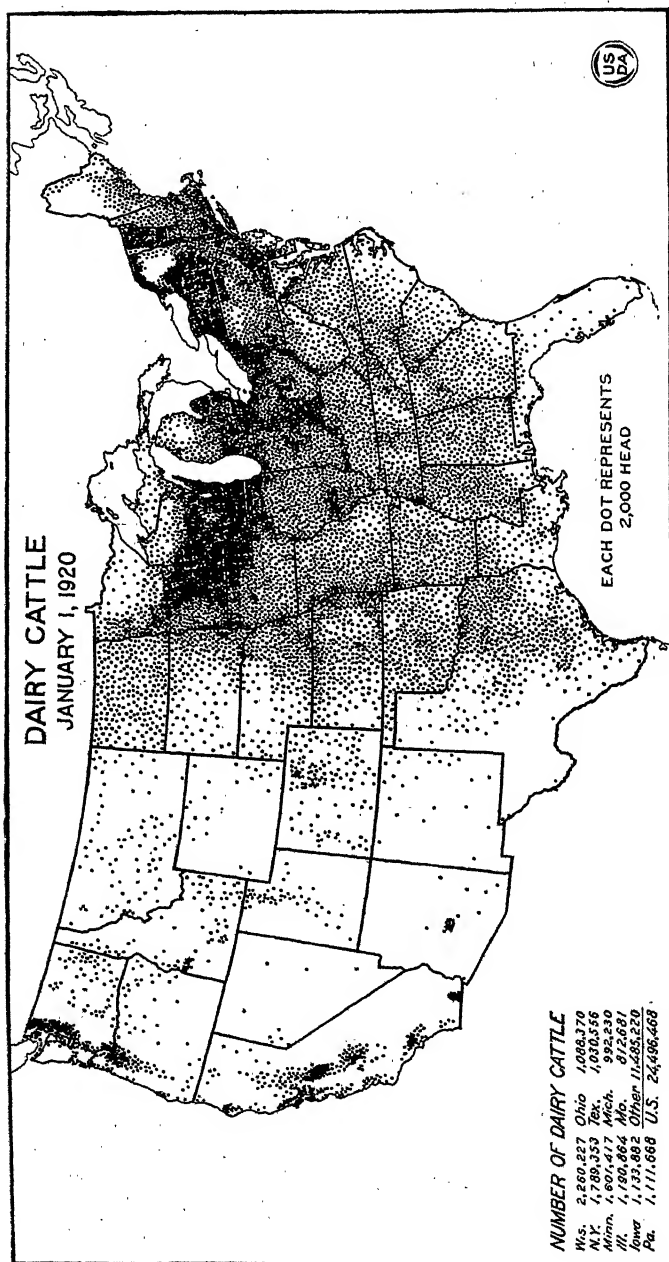 DAIRY CATTLE
JANUARY 1, 1920
US
DA
EACH DOT REPRESENTS
2,000 HEAD
NUMBER OF DAIRY CATTLE
Wis. 2,260,227 Ohio 1,088,370
N.Y. 1,789,353 Tex. 1,030,556
Minn. 1,601,417 Mich. 992,230
Ill. 1,190,864 Mo. 812,681
Iowa 1,133,882 Other 11,485,220
Pa. 1,111,668 U.S. 24,496,468